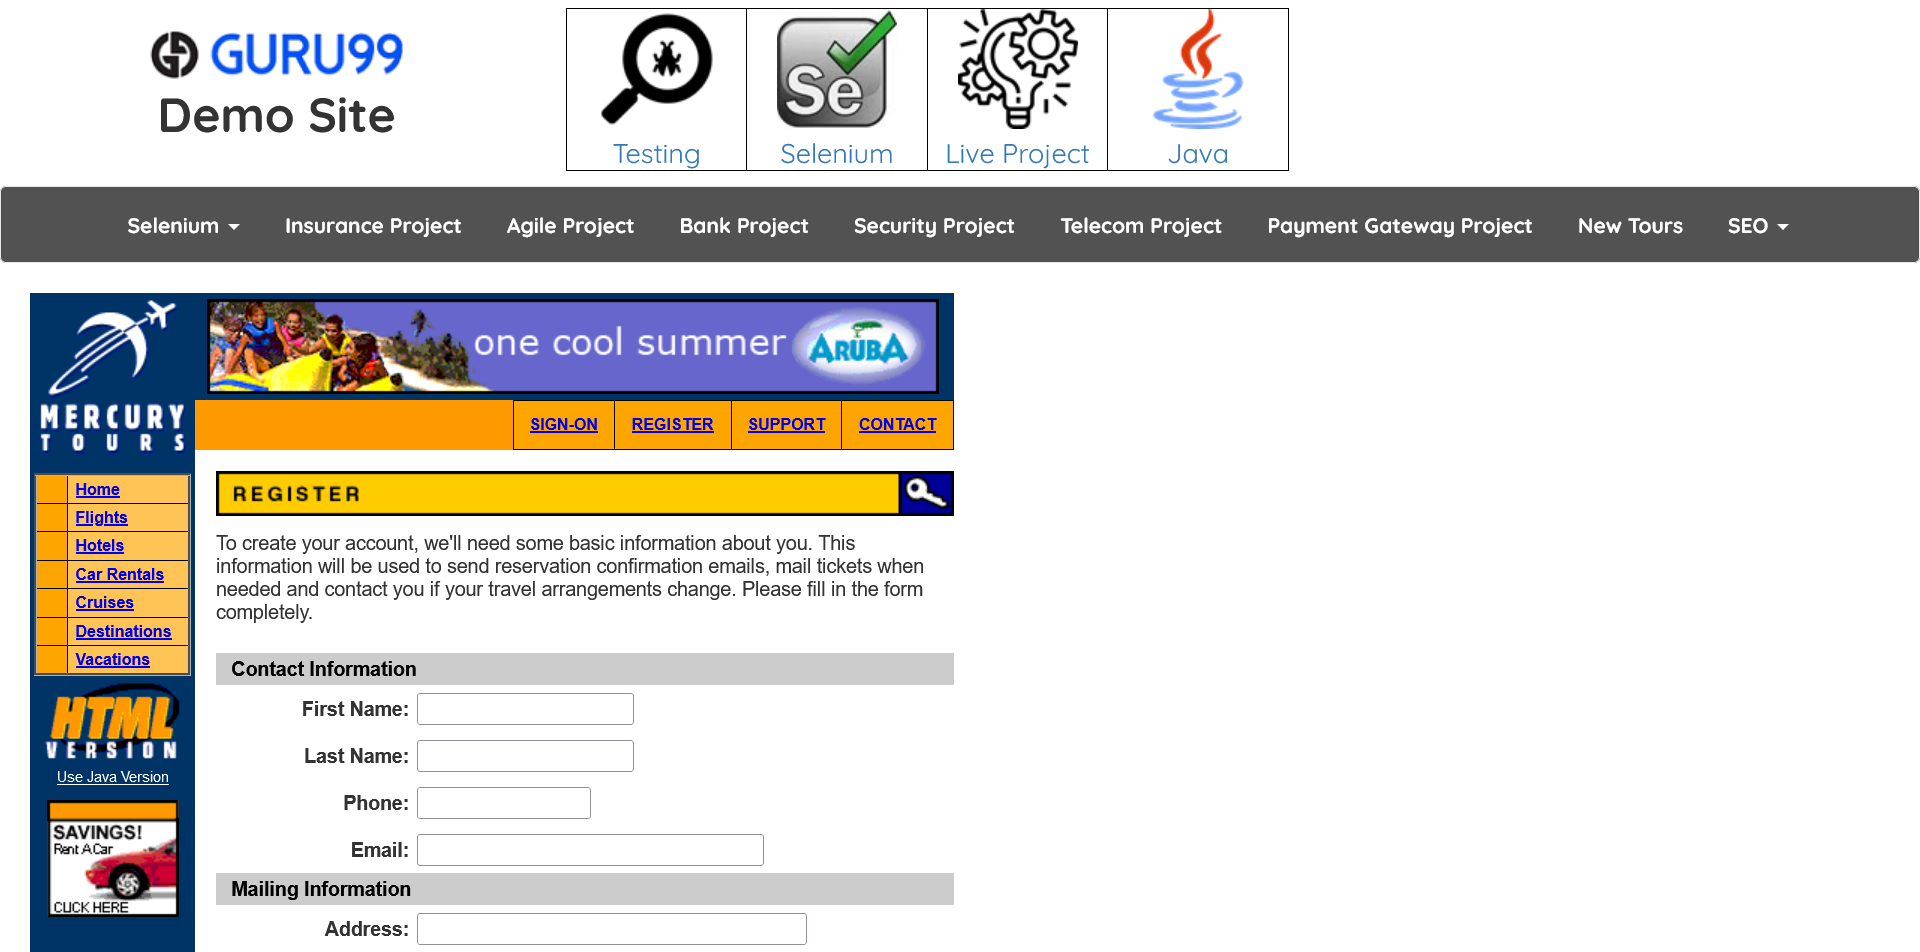 GURU99
Demo Site
Testing
Se
Selenium
Live Project
Java
Selenium
Insurance Project
Agile Project
Bank Project
Security Project
Telecom Project
Payment Gateway Project
New Tours
SEO
MERCURY
TOURS
one cool summer
ARUBA
SIGN-ON
REGISTER
SUPPORT
CONTACT
Home
Flights
Hotels
Car Rentals
Cruises
Destinations
Vacations
HTML
VERSION
Use Java Version
SAVINGS!
Rent A Car
CLICK HERE
REGISTER
To create your account, we'll need some basic information about you. This
information will be used to send reservation confirmation emails, mail tickets when
needed and contact you if your travel arrangements change. Please fill in the form
completely.
Contact Information
First Name:
Last Name:
Phone:
Email:
Mailing Information
Address: